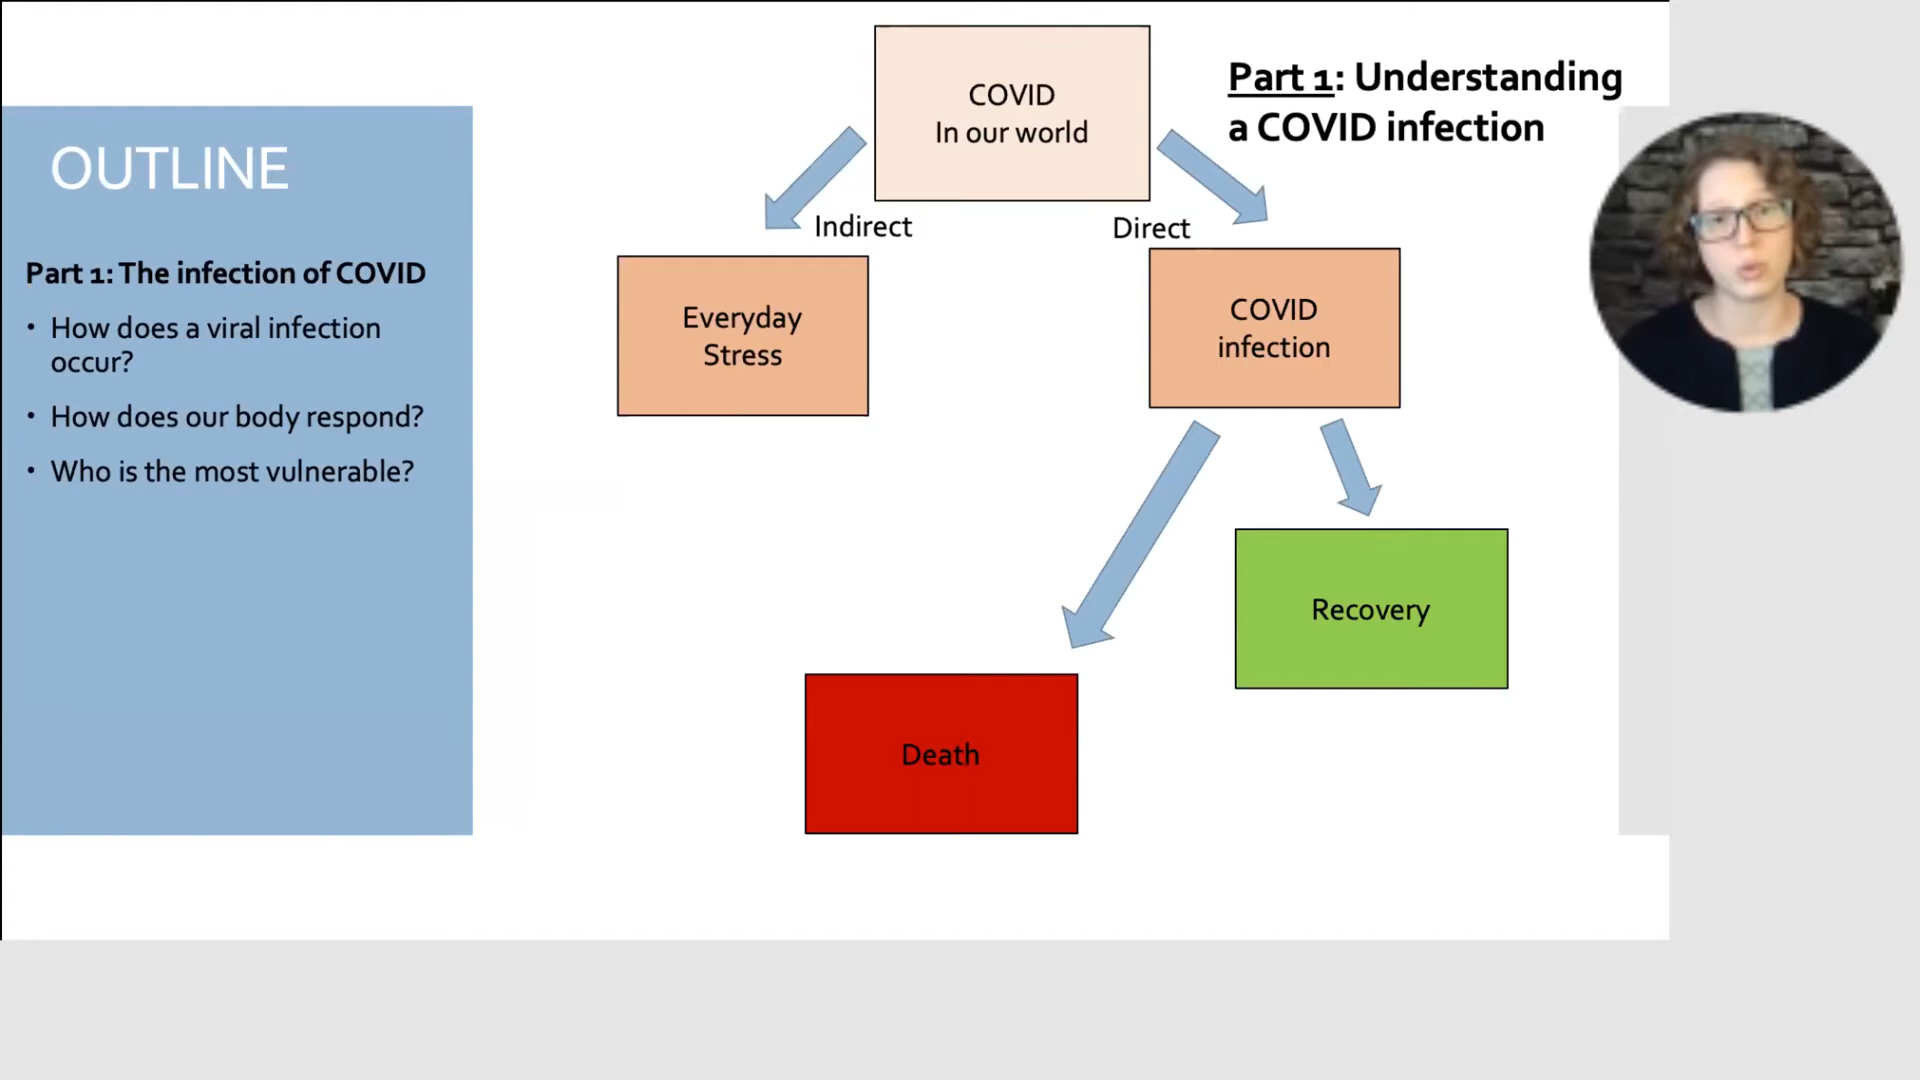 OUTLINE
Part 1: The infection of COVID
• How does a viral infection
occur?
• How does our body respond?
• Who is the most vulnerable?
COVID
In our world
Part 1: Understanding
a COVID infection
Indirect
Direct
Everyday
Stress
COVID
infection
Recovery
Death